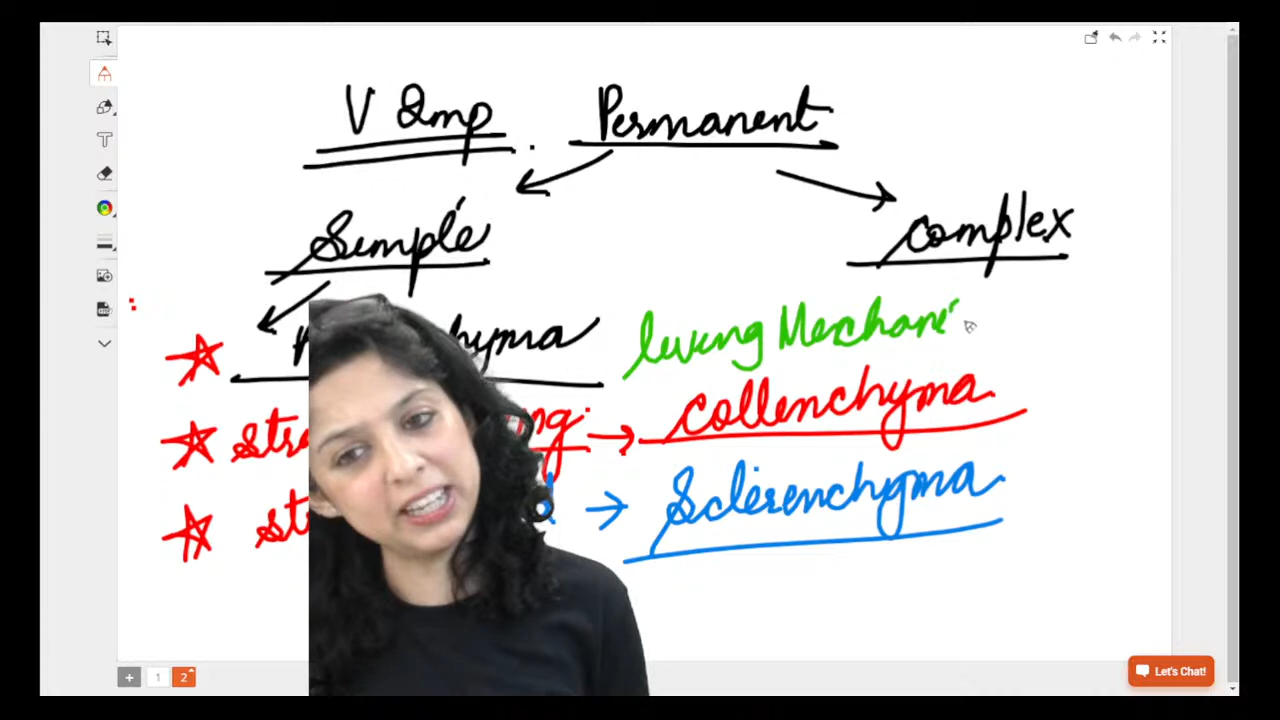 V Imp Permanent
Simple
complex
living Mechani
collenchyma
Sclerenchyma
+ 1 2
Let's Chat!